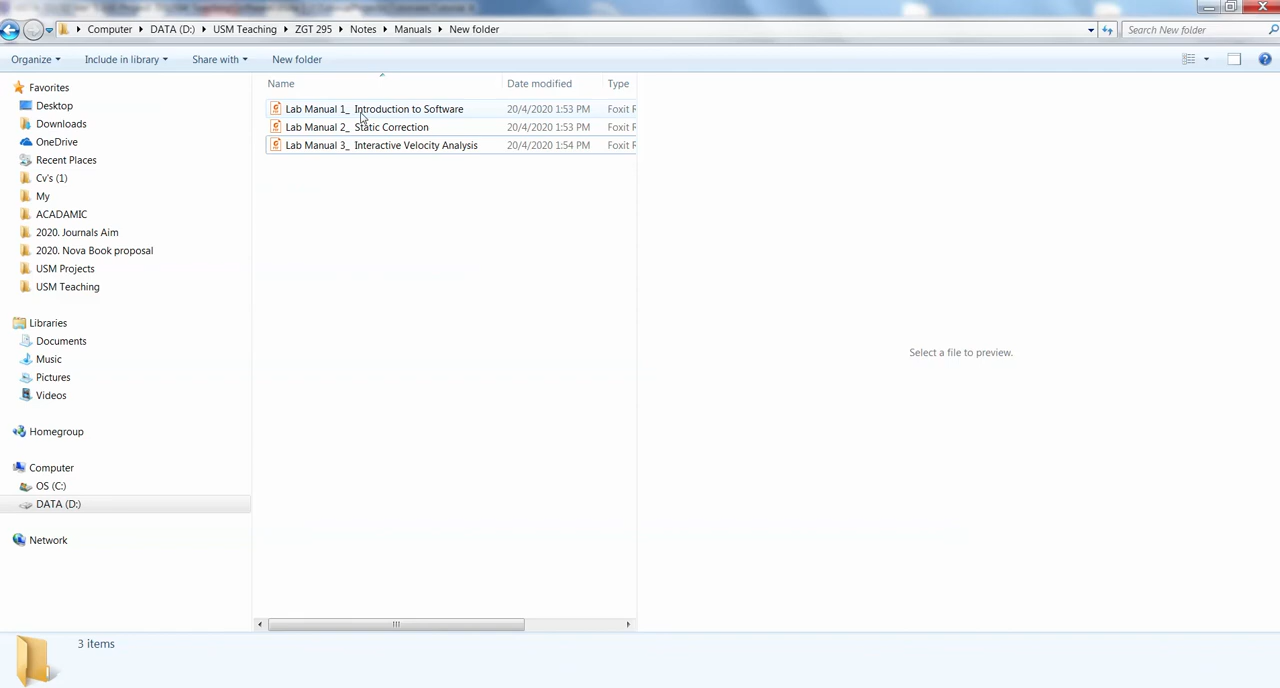 Computer DATA (D:) USM Teaching ZGT 295 Notes Manuals New folder
Search New folder
Organize Include in library Share with New folder
Favorites
Desktop
Downloads
OneDrive
Recent Places
Cv's (1)
My
ACADAMIC
2020. Journals Aim
2020. Nova Book proposal
USM Projects
USM Teaching
Libraries
Documents
Music
Pictures
Videos
Homegroup
Computer
OS (C:)
DATA (D:)
Network
Name Date modified Type
Lab Manual 1_ Introduction to Software 20/4/2020 1:53 PM Foxit R
Lab Manual 2_ Static Correction 20/4/2020 1:53 PM Foxit R
Lab Manual 3_ Interactive Velocity Analysis 20/4/2020 1:54 PM Foxit R
Select a file to preview.
3 items